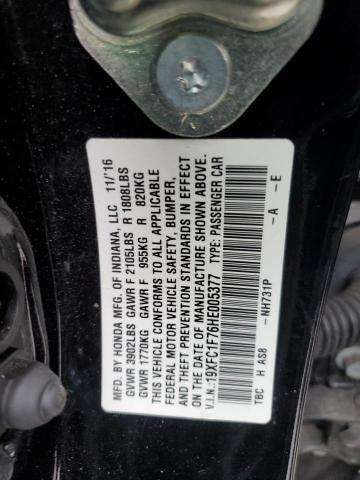 MFD. BY HONDA MFG. OF INDIANA, LLC 11/'16
GVWR 3902LBS GAWR F 2105LBS R 1808LBS
GVWR 1770KG GAWR F 955KG R 820KG
THIS VEHICLE CONFORMS TO ALL APPLICABLE
FEDERAL MOTOR VEHICLE SAFETY, BUMPER,
AND THEFT PREVENTION STANDARDS IN EFFECT
ON THE DATE OF MANUFACTURE SHOWN ABOVE.
V.I.N.:19XFC1F76HE005377 TYPE: PASSENGER CAR
TBC H AS8 -NH731P -A -E